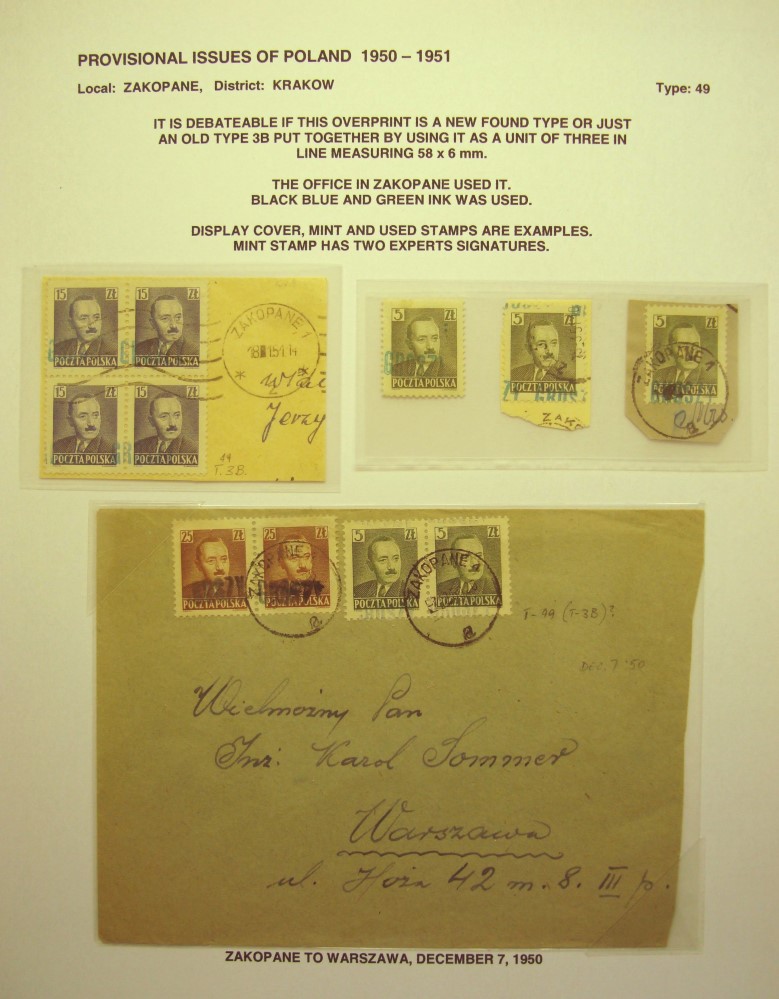 PROVISIONAL ISSUES OF POLAND 1950 – 1951
Local: ZAKOPANE, District: KRAKOW Type: 49
IT IS DEBATEABLE IF THIS OVERPRINT IS A NEW FOUND TYPE OR JUST
AN OLD TYPE 3B PUT TOGETHER BY USING IT AS A UNIT OF THREE IN
LINE MEASURING 58 x 6 mm.
THE OFFICE IN ZAKOPANE USED IT.
BLACK BLUE AND GREEN INK WAS USED.
DISPLAY COVER, MINT AND USED STAMPS ARE EXAMPLES.
MINT STAMP HAS TWO EXPERTS SIGNATURES.
15 ZŁ 15 ZŁ
POCZTA POLSKA POCZTA POLSKA
15 ZŁ 15 ZŁ
POCZTA POLSKA POCZTA POLSKA
ZAKOPANE 1
Jerzy
T.3B.
5 ZŁ
GROSZY
POCZTA POLSKA
5 ZŁ
POCZTA POLSKA
ZAKO
5 ZŁ
POCZTA POLSKA
ZAKOPANE 1
a
25 ZŁ 25 ZŁ 5 ZŁ 5 ZŁ
POCZTA POLSKA POCZTA POLSKA POCZTA POLSKA POCZTA POLSKA
ZAKOPANE
a
ZAKOPANE 1
a
(T-3B)?
DEC. 7 '50
Wielmożny Pan
Inż. Karol Sommer
Warszawa
ul. Hoża 42 m. 8. III p.
ZAKOPANE TO WARSZAWA, DECEMBER 7, 1950